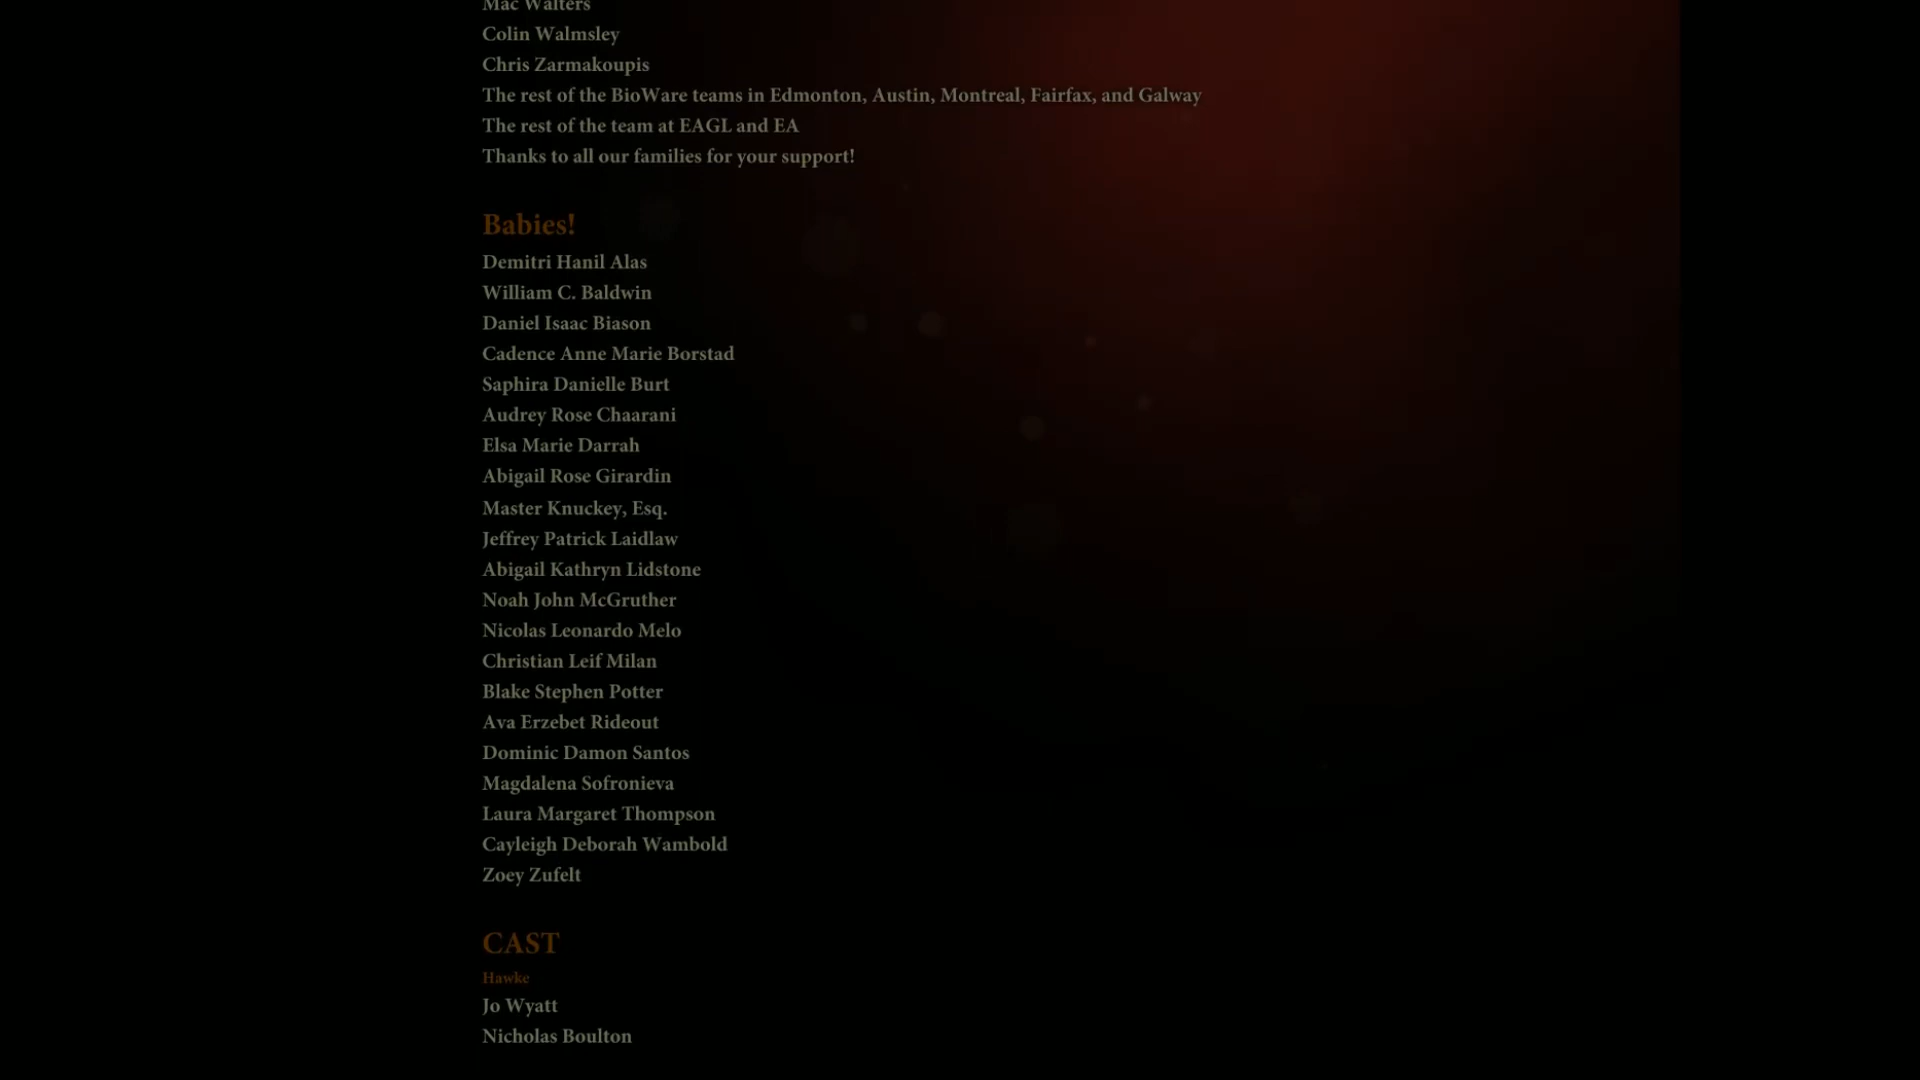 Mac Walters
Colin Walmsley
Chris Zarmakoupis
The rest of the BioWare teams in Edmonton, Austin, Montreal, Fairfax, and Galway
The rest of the team at EAGL and EA
Thanks to all our families for your support!
Babies!
Demitri Hanil Alas
William C. Baldwin
Daniel Isaac Biason
Cadence Anne Marie Borstad
Saphira Danielle Burt
Audrey Rose Chaarani
Elsa Marie Darrah
Abigail Rose Girardin
Master Knuckey, Esq.
Jeffrey Patrick Laidlaw
Abigail Kathryn Lidstone
Noah John McGruther
Nicolas Leonardo Melo
Christian Leif Milan
Blake Stephen Potter
Ava Erzebet Rideout
Dominic Damon Santos
Magdalena Sofronieva
Laura Margaret Thompson
Cayleigh Deborah Wambold
Zoey Zufelt
CAST
Hawke
Jo Wyatt
Nicholas Boulton